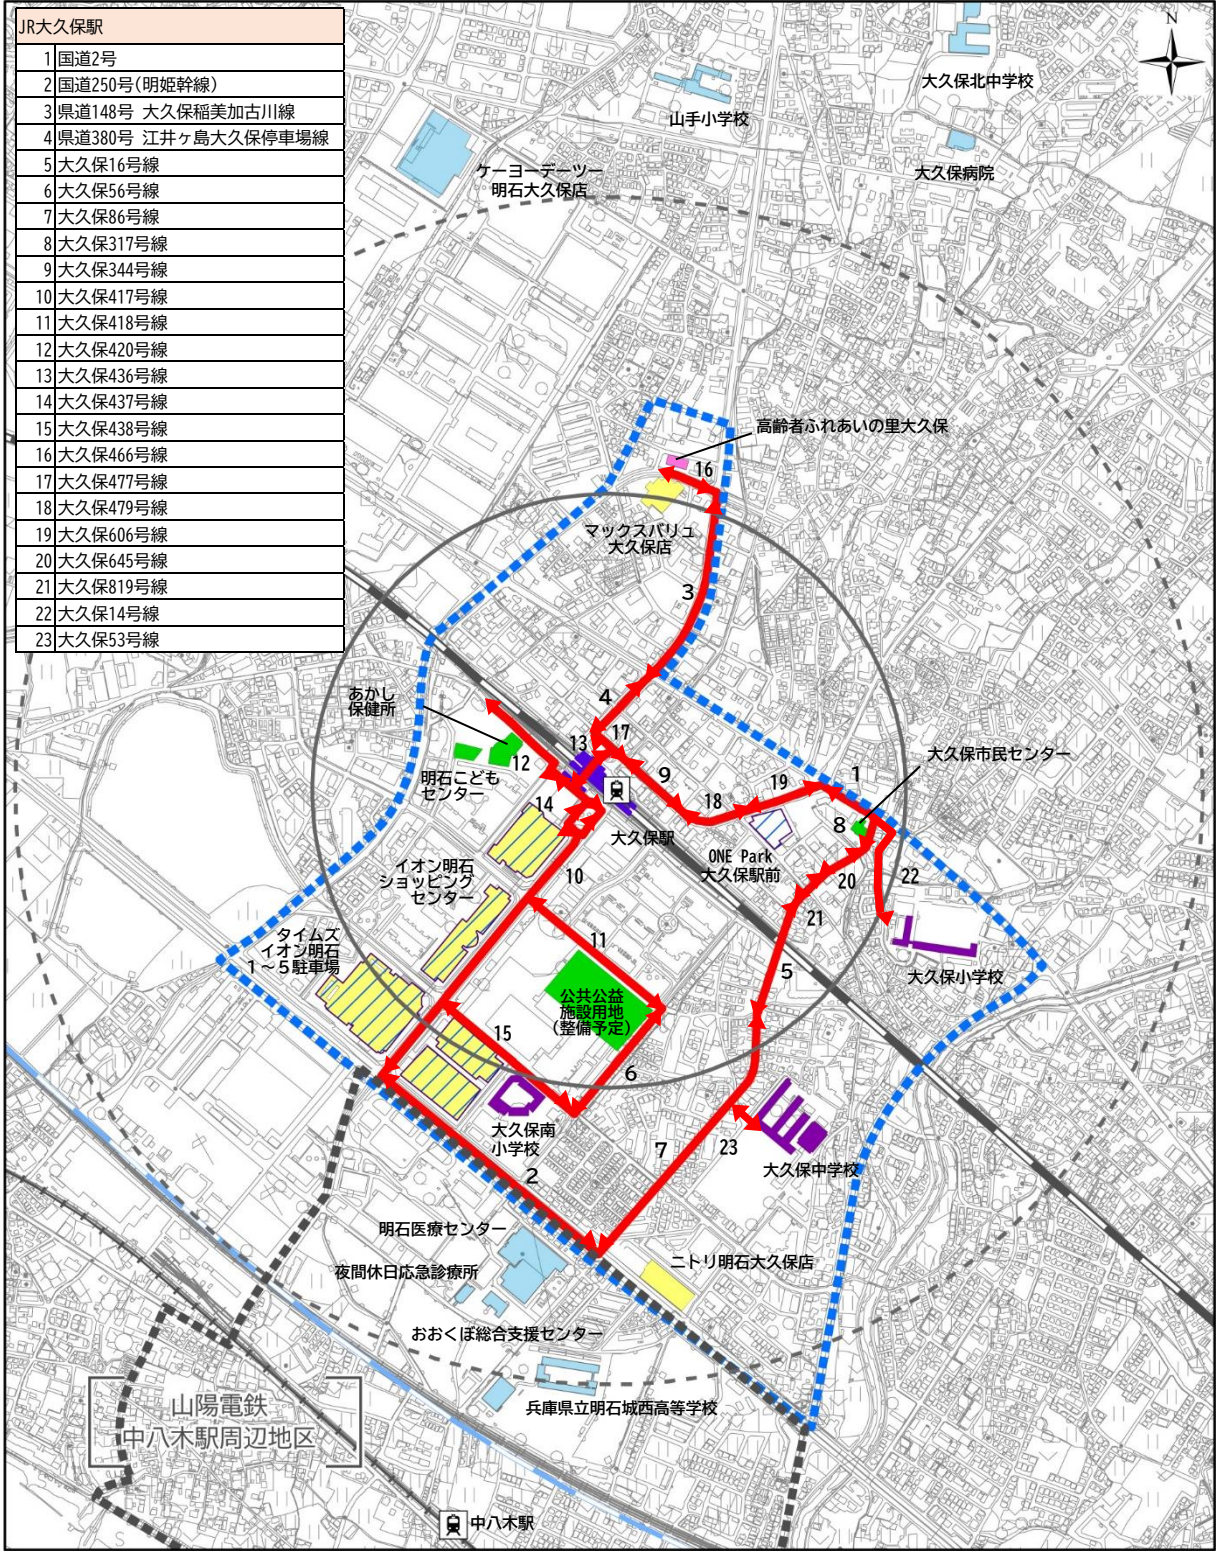 JR大久保駅
1 国道2号
2 国道250号(明姫幹線)
3 県道148号 大久保稲美加古川線
4 県道380号 江井ヶ島大久保停車場線
5 大久保16号線
6 大久保56号線
7 大久保86号線
8 大久保317号線
9 大久保344号線
10 大久保417号線
11 大久保418号線
12 大久保420号線
13 大久保436号線
14 大久保437号線
15 大久保438号線
16 大久保466号線
17 大久保477号線
18 大久保479号線
19 大久保606号線
20 大久保645号線
21 大久保819号線
22 大久保14号線
23 大久保53号線
N
大久保北中学校
山手小学校
大久保病院
ケーヨーデーツー
明石大久保店
高齢者ふれあいの里大久保
16
マックスバリュ
大久保店
3
あかし
保健所
4
17
13
12
明石こども
センター
9
大久保市民センター
1
19
18
14
8
大久保駅
ONE Park
大久保駅前
イオン明石
ショッピング
センター
10
20
22
21
タイムズ
イオン明石
1～5駐車場
11
5
大久保小学校
公共公益
施設用地
(整備予定)
15
6
大久保南
小学校
7
23
大久保中学校
2
明石医療センター
夜間休日応急診療所
ニトリ明石大久保店
おおくぼ総合支援センター
兵庫県立明石城西高等学校
山陽電鉄
中八木駅周辺地区
中八木駅